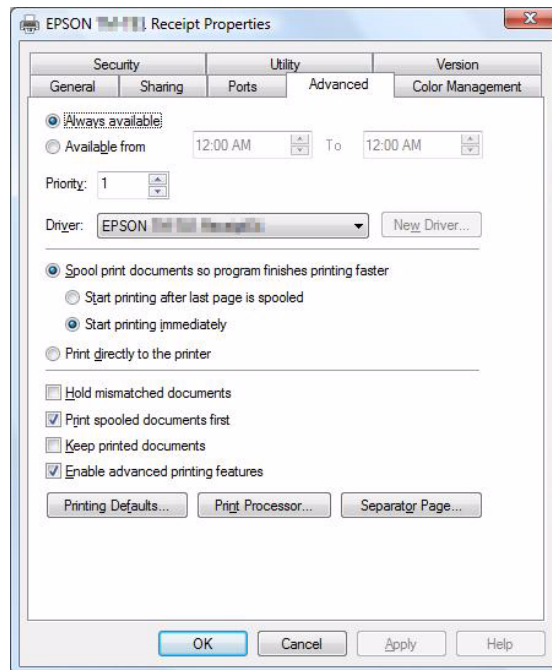 EPSON Receipt Properties
Security Utility Version
General Sharing Ports Advanced Color Management
Always available
Available from 12:00 AM To 12:00 AM
Priority: 1
Driver: EPSON New Driver...
Spool print documents so program finishes printing faster
Start printing after last page is spooled
Start printing immediately
Print directly to the printer
Hold mismatched documents
Print spooled documents first
Keep printed documents
Enable advanced printing features
Printing Defaults... Print Processor... Separator Page...
OK Cancel Apply Help